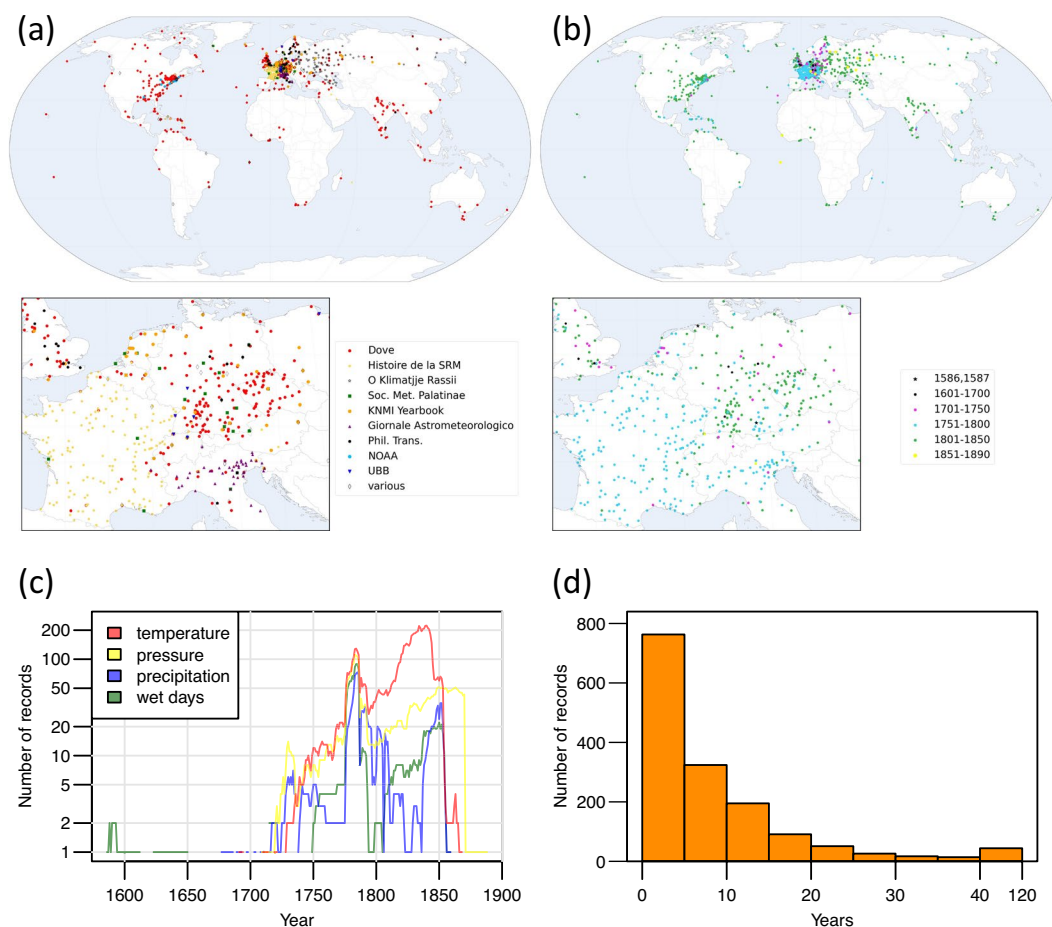 (a)
(b)
Dove
Histoire de la SRM
O Klimatjje Rassii
Soc. Met. Palatinae
KNMI Yearbook
Giornale Astrometeorologico
Phil. Trans.
NOAA
UBB
various
1586,1587
1601-1700
1701-1750
1751-1800
1801-1850
1851-1890
(c)
200
100
50
20
10
5
2
1
Number of records
temperature
pressure
precipitation
wet days
1600
1650
1700
1750
1800
1850
1900
Year
(d)
800
600
400
200
0
Number of records
0
10
20
30
40
120
Years